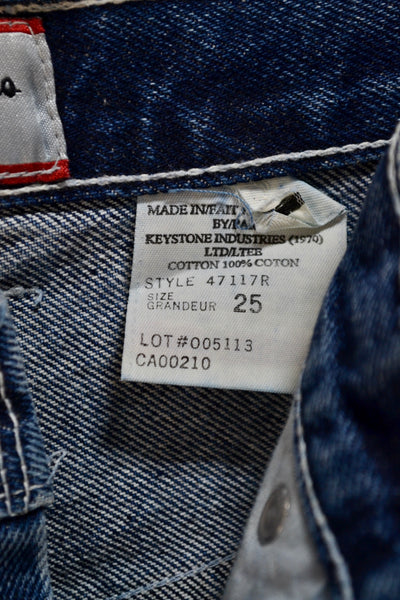 MADE IN/FAIT
BY/PA
KEYSTONE INDUSTRIES (1970)
LTD/LTEE
COTTON 100% COTON
STYLE 47117R
SIZE
GRANDEUR 25
LOT#005113
CA00210